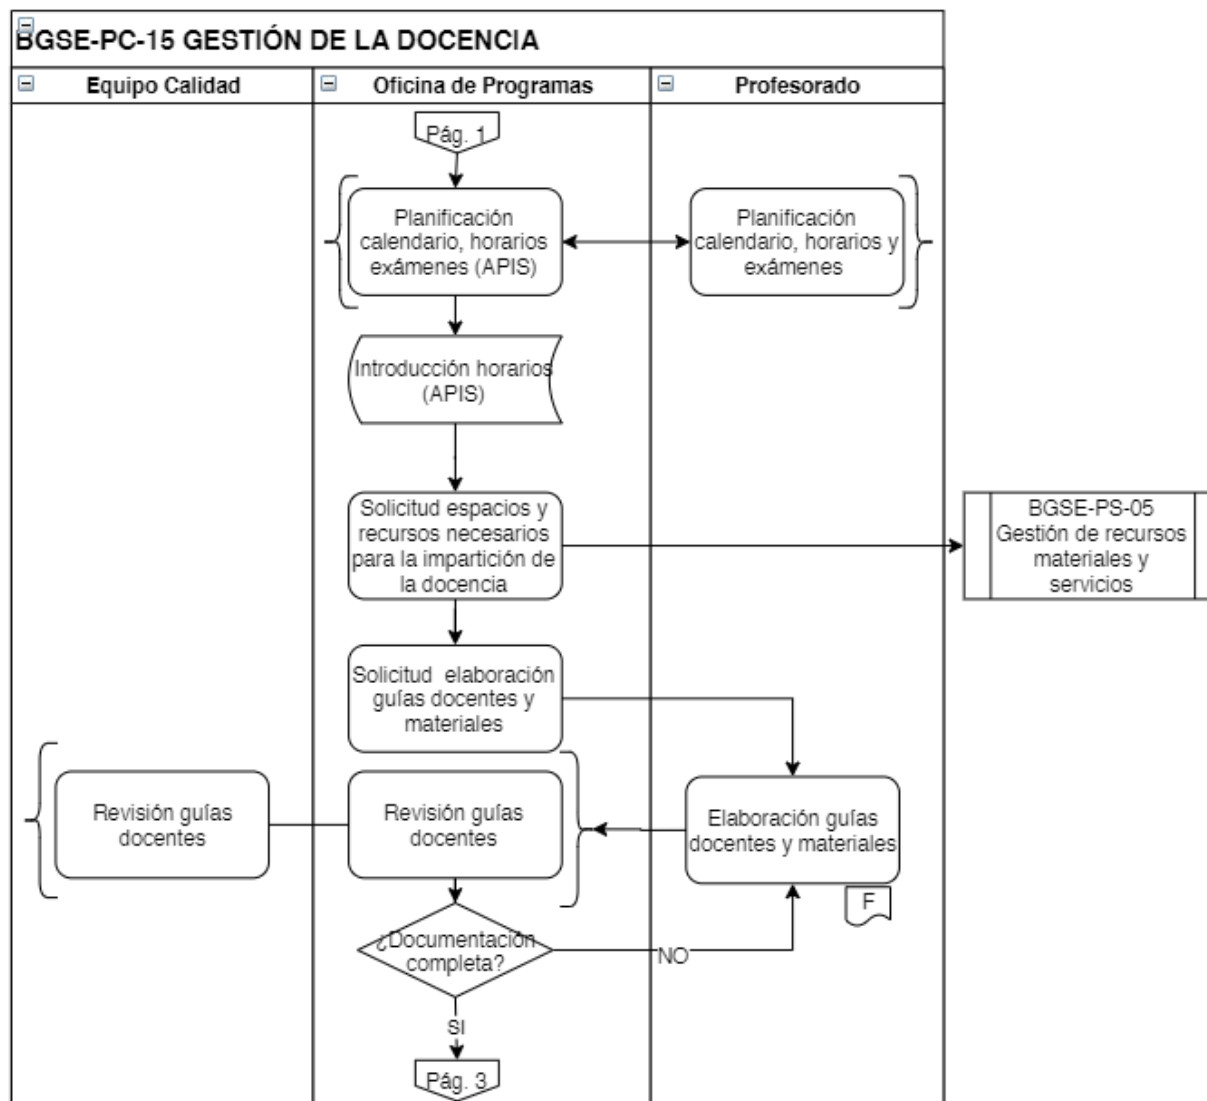 BGSE-PC-15 GESTIÓN DE LA DOCENCIA
Equipo Calidad
Oficina de Programas
Profesorado
Pág. 1
Planificación
calendario, horarios
exámenes (APIS)
Planificación
calendario, horarios y
exámenes
Introducción horarios
(APIS)
Solicitud espacios y
recursos necesarios
para la impartición de
la docencia
BGSE-PS-05
Gestión de recursos
materiales y
servicios
Solicitud elaboración
guías docentes y
materiales
Revisión guías
docentes
Revisión guías
docentes
Elaboración guías
docentes y materiales
F
¿Documentación
completa?
NO
SI
Pág. 3